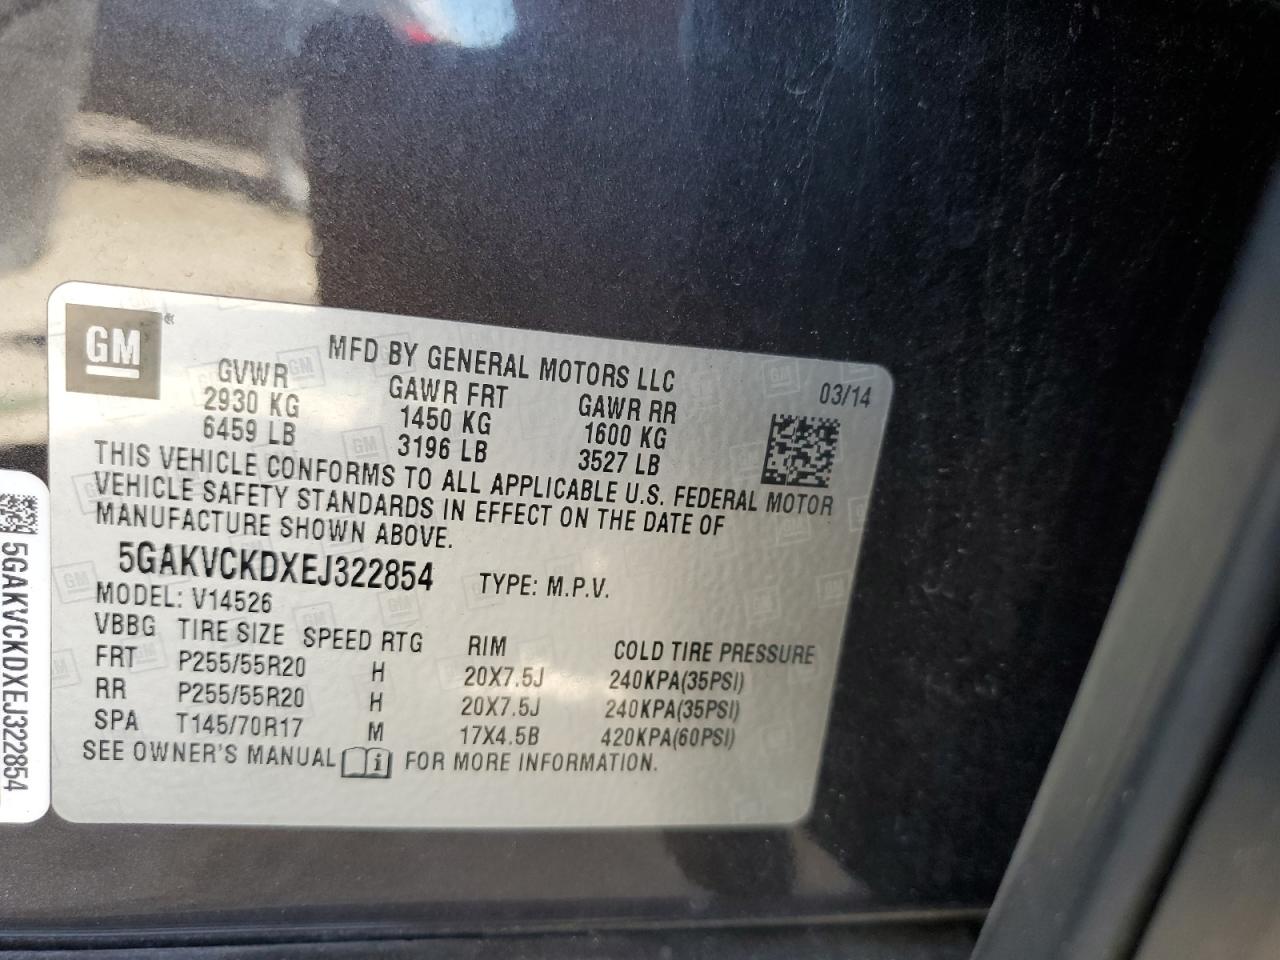 GM
MFD BY GENERAL MOTORS LLC
03/14
GVWR GAWR FRT GAWR RR
2930 KG 1450 KG 1600 KG
6459 LB 3196 LB 3527 LB
THIS VEHICLE CONFORMS TO ALL APPLICABLE U.S. FEDERAL MOTOR
VEHICLE SAFETY STANDARDS IN EFFECT ON THE DATE OF
MANUFACTURE SHOWN ABOVE.
5GAKVCKDXEJ322854 TYPE: M.P.V.
MODEL: V14526
VBBG TIRE SIZE SPEED RTG RIM COLD TIRE PRESSURE
FRT P255/55R20 H 20X7.5J 240KPA(35PSI)
RR P255/55R20 H 20X7.5J 240KPA(35PSI)
SPA T145/70R17 M 17X4.5B 420KPA(60PSI)
SEE OWNER'S MANUAL i FOR MORE INFORMATION.
5GAKVCKDXEJ322854